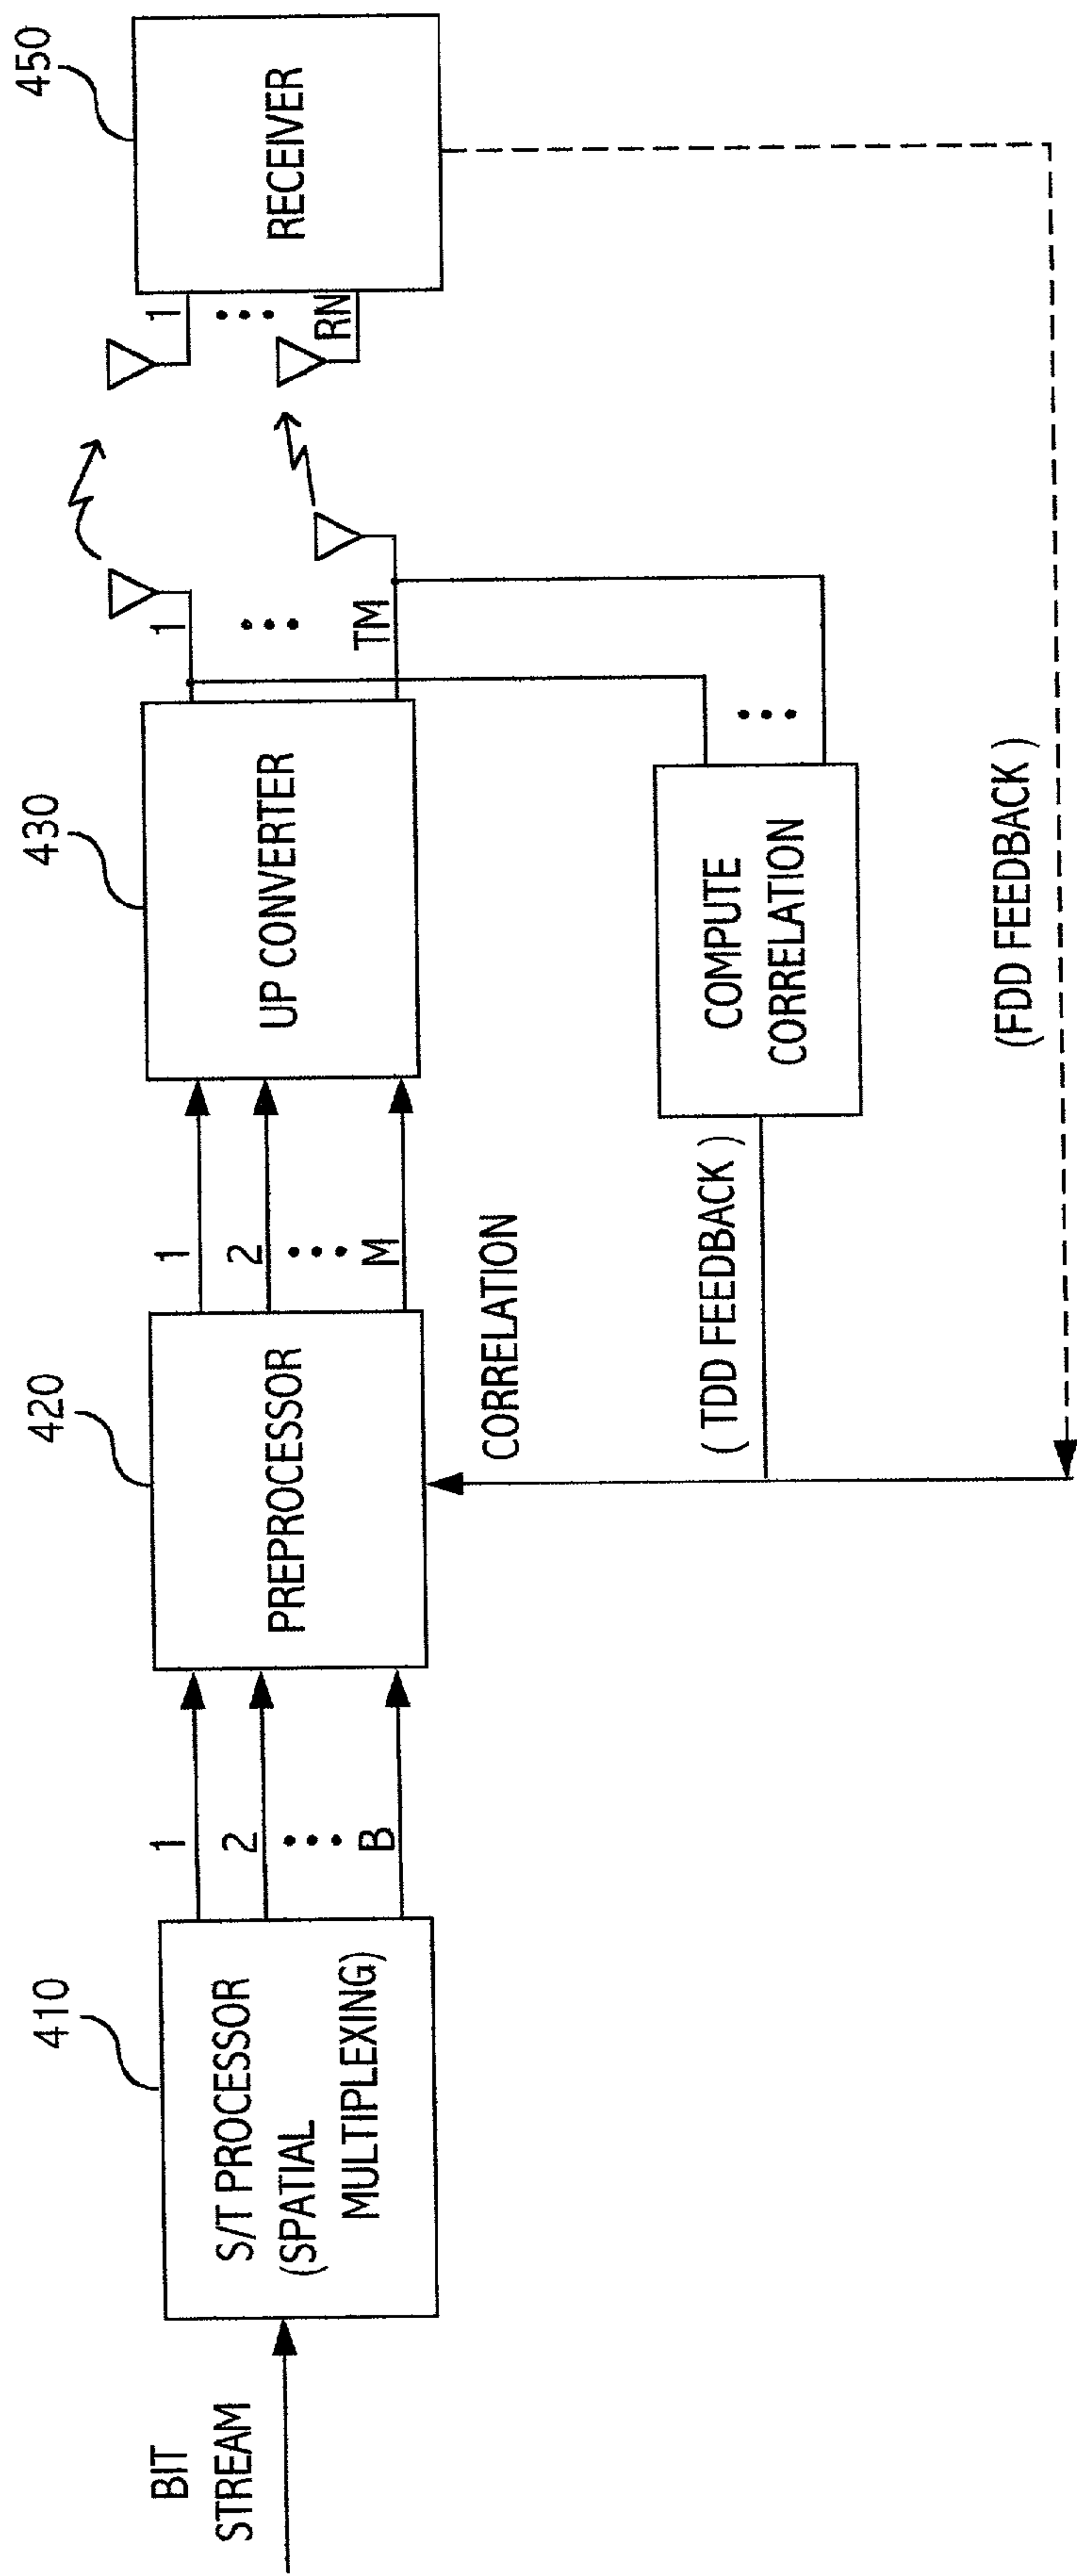 BIT
STREAM
410
S/T PROCESSOR
(SPATIAL
MULTIPLEXING)
1
2
B
420
PREPROCESSOR
1
2
M
CORRELATION
430
UP CONVERTER
1
TM
450
RECEIVER
1
RN
COMPUTE
CORRELATION
( TDD FEEDBACK )
(FDD FEEDBACK )